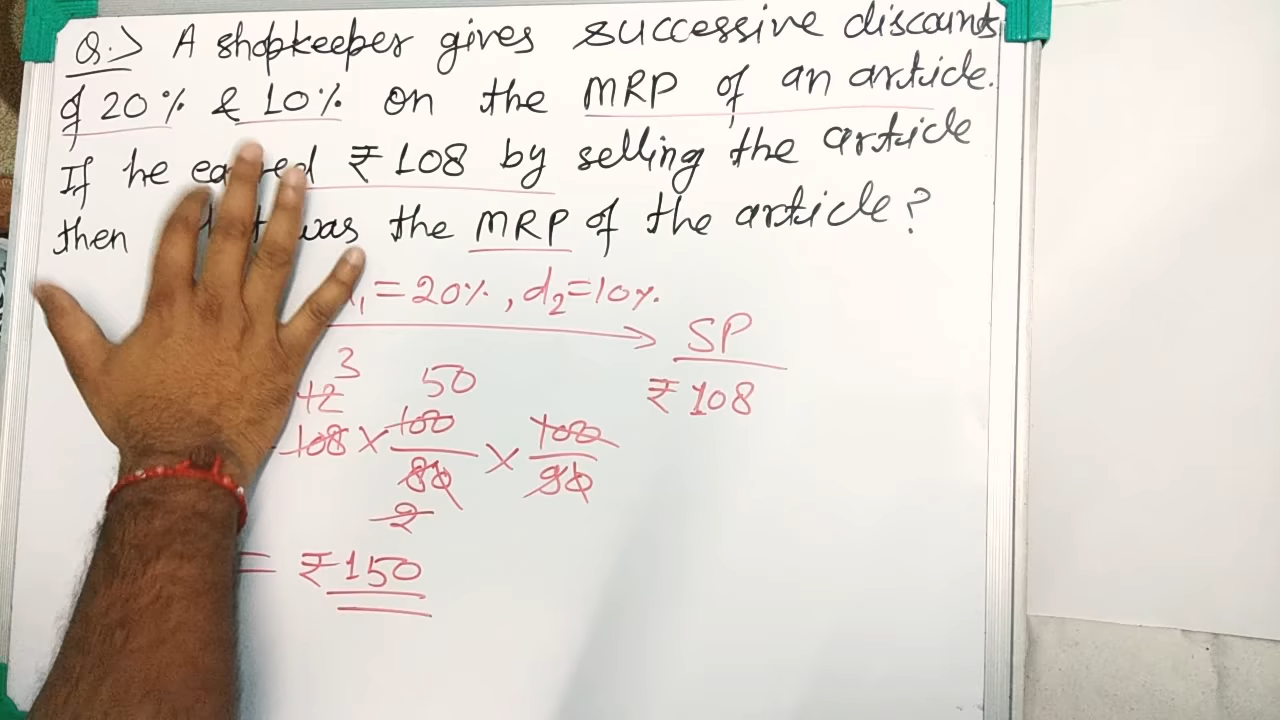 Q.> A shopkeeper gives successive discounts
of 20% & 10% on the MRP of an article.
If he earned ₹108 by selling the article
then was the MRP of the article?
=20%, d₂=10%.
SP
₹108
3
12 50
108 × 100/80 × 100/90
2
= ₹150